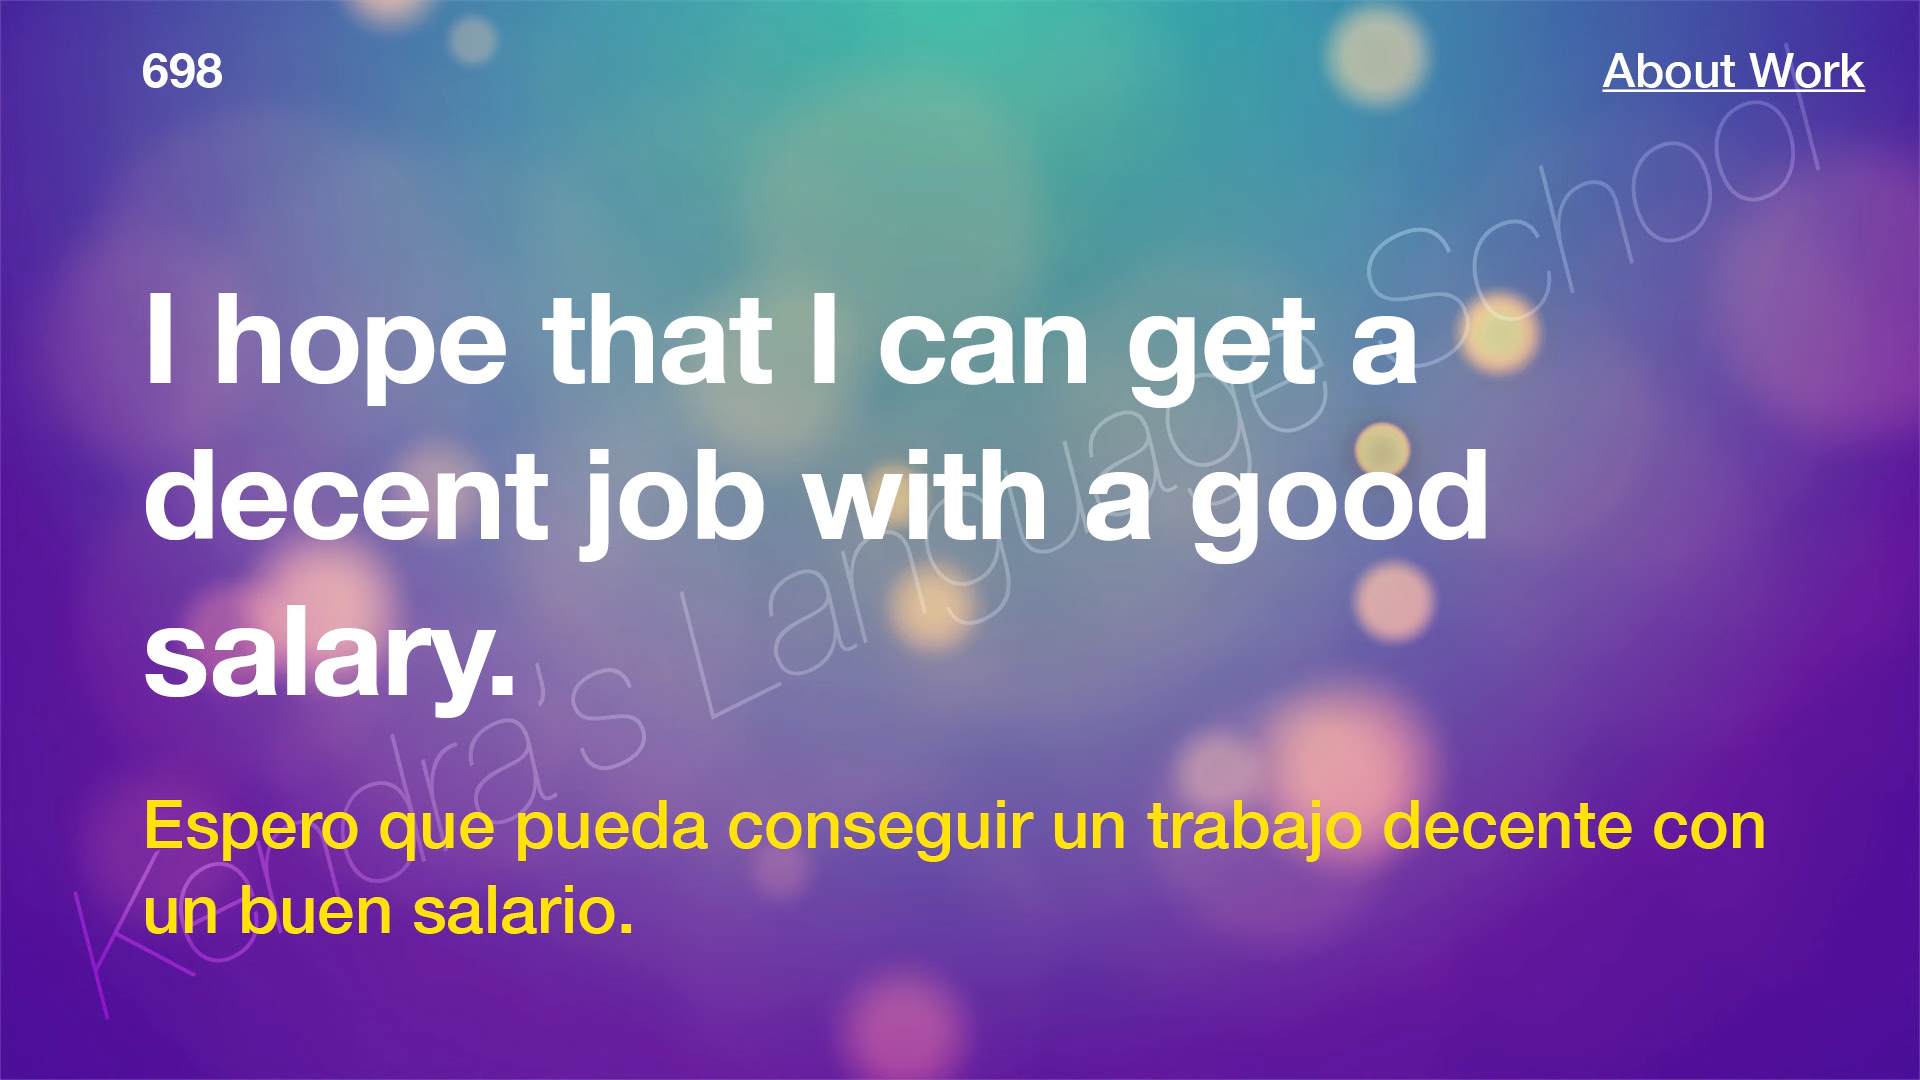 698
About Work
I hope that I can get a
decent job with a good
salary.
Espero que pueda conseguir un trabajo decente con
un buen salario.
Kendra's Language School